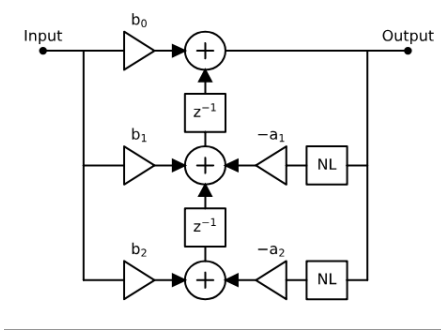 b₀
Input
Output
z⁻¹
b₁
−a₁
NL
z⁻¹
b₂
−a₂
NL